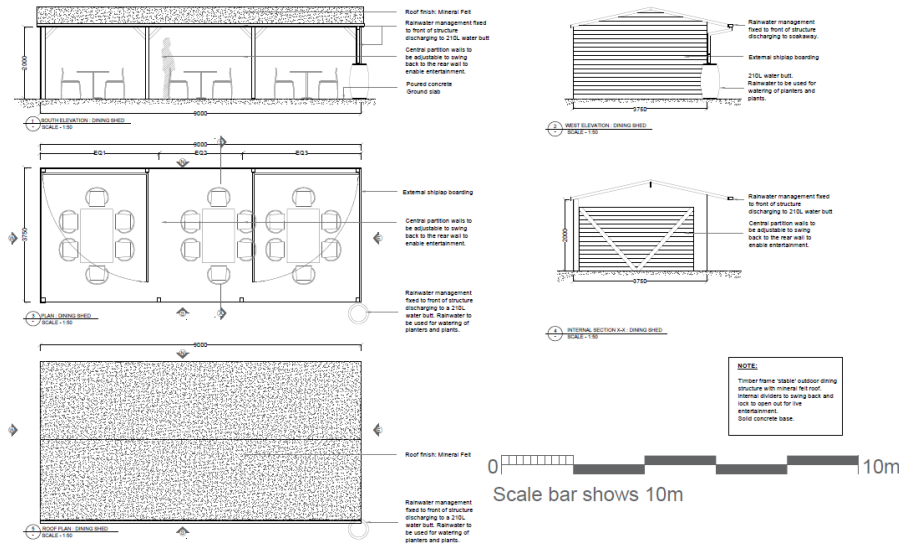 Roof finish: Mineral Felt
Rainwater management fixed
to front of structure
discharging to 210L water butt
Central partition walls to
be adjustable to swing
back to the rear wall to
enable entertainment.
Poured concrete
Ground slab
2000
9000
1
SOUTH ELEVATION : DINING SHED
SCALE - 1:50
Rainwater management
fixed to front of structure
discharging to soakaway.
External shiplap boarding
210L water butt.
Rainwater to be used for
watering of planters and
plants.
3750
2
WEST ELEVATION : DINING SHED
SCALE - 1:50
9000
EQ1
EQ2
EQ3
3750
External shiplap boarding
Central partition walls to
be adjustable to swing
back to the rear wall to
enable entertainment.
Rainwater management
fixed to front of structure
discharging to a 210L
water butt. Rainwater to
be used for watering of
planters and plants.
3
PLAN : DINING SHED
SCALE - 1:50
Rainwater management fixed
to front of structure
discharging to 210L water butt
Central partition walls to
be adjustable to swing
back to the rear wall to
enable entertainment.
2000
3750
4
INTERNAL SECTION X-X : DINING SHED
SCALE - 1:50
9000
Roof finish: Mineral Felt
Rainwater management
fixed to front of structure
discharging to a 210L
water butt. Rainwater to
be used for watering of
planters and plants.
5
ROOF PLAN : DINING SHED
SCALE - 1:50
NOTE:
Timber frame 'stable' outdoor dining
structure with mineral felt roof.
Internal dividers to swing back and
lock to open out for live
entertainment.
Solid concrete base.
0
10m
Scale bar shows 10m